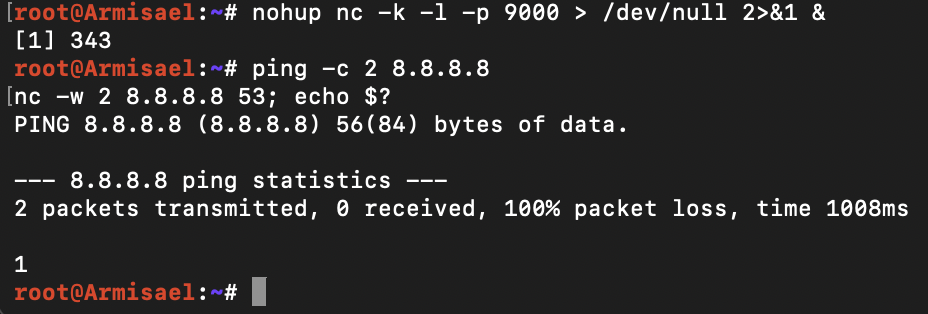 [root@Armisael:~# nohup nc -k -l -p 9000 > /dev/null 2>&1 &
[1] 343
root@Armisael:~# ping -c 2 8.8.8.8
[nc -w 2 8.8.8.8 53; echo $?
PING 8.8.8.8 (8.8.8.8) 56(84) bytes of data.
--- 8.8.8.8 ping statistics ---
2 packets transmitted, 0 received, 100% packet loss, time 1008ms
1
root@Armisael:~#